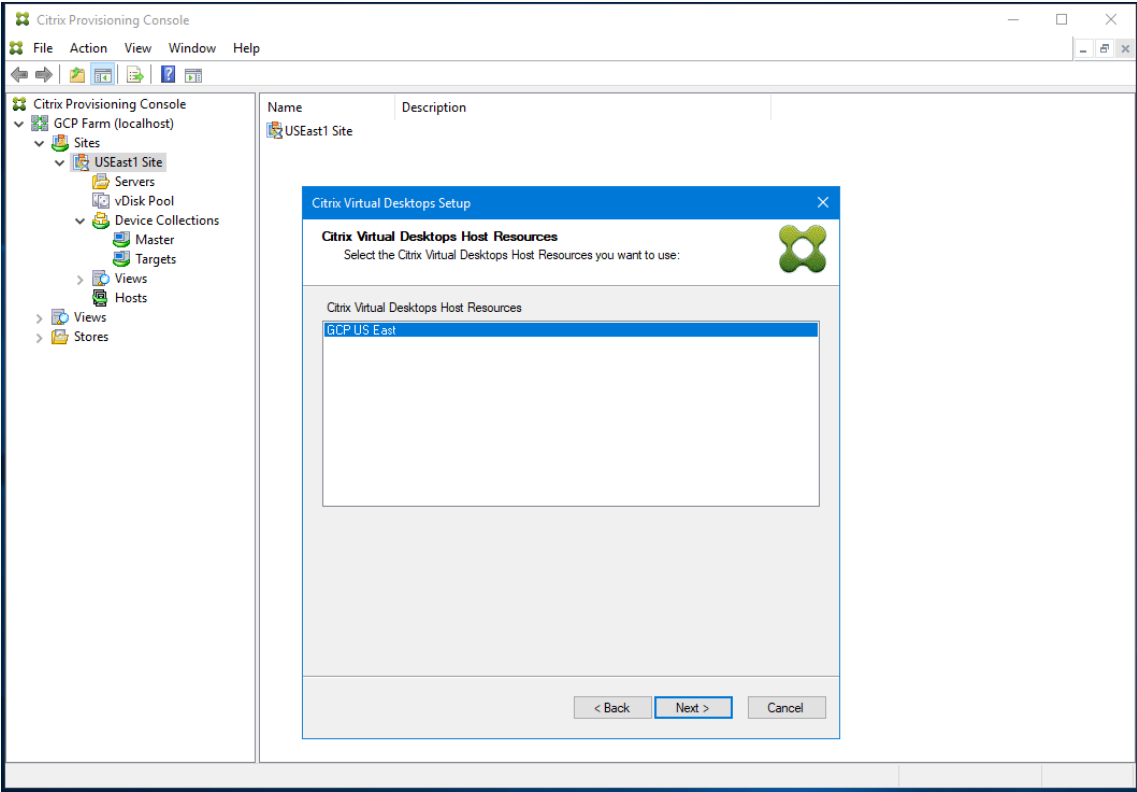 Citrix Provisioning Console
File Action View Window Help
Citrix Provisioning Console
GCP Farm (localhost)
Sites
USEast1 Site
Servers
vDisk Pool
Device Collections
Master
Targets
Views
Hosts
Views
Stores
Name Description
USEast1 Site
Citrix Virtual Desktops Setup
Citrix Virtual Desktops Host Resources
Select the Citrix Virtual Desktops Host Resources you want to use:
Citrix Virtual Desktops Host Resources
GCP US East
< Back Next > Cancel